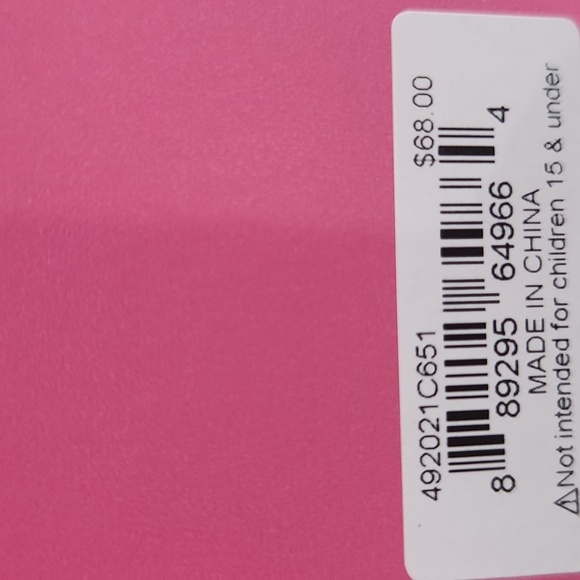 492021C651 $68.00
8 89295 64966 4
MADE IN CHINA
⚠Not intended for children 15 & under